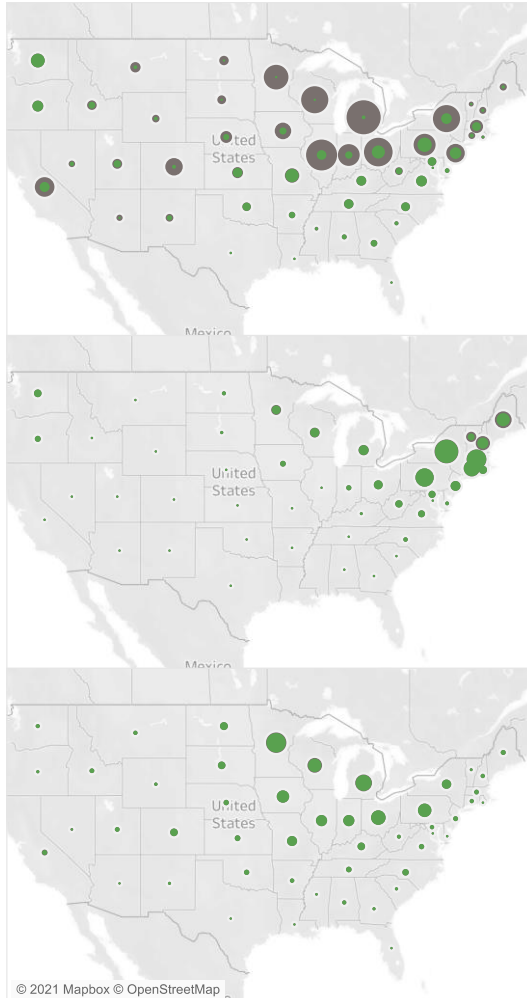 United
States
Mexico
United
States
Mexico
United
States
© 2021 Mapbox © OpenStreetMap